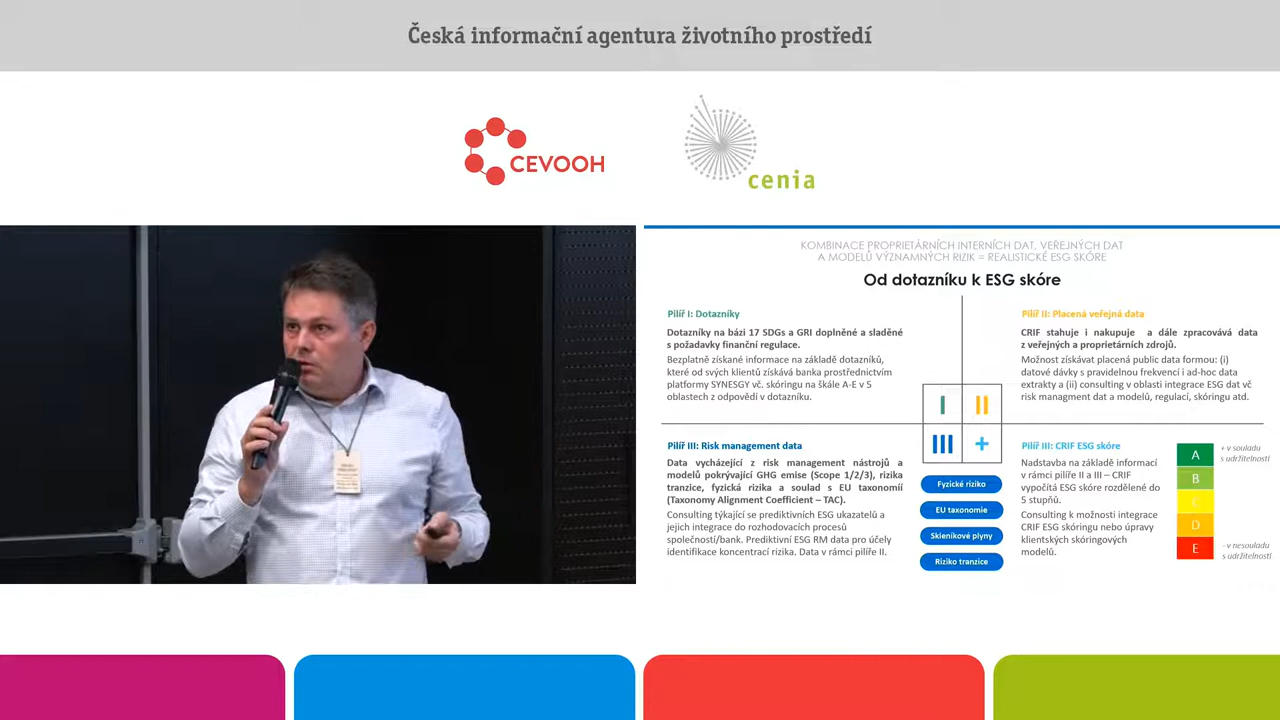 Česká informační agentura životního prostředí
CEVOOH
cenia
KOMBINACE PROPRIETÁRNÍCH INTERNÍCH DAT, VEŘEJNÝCH DAT
A MODELŮ VÝZNAMNÝCH RIZIK = REALISTICKÉ ESG SKÓRE
Od dotazníku k ESG skóre
Pilíř I: Dotazníky
Dotazníky na bázi 17 SDGs a GRI doplněné a sladěné
s požadavky finanční regulace.
Bezplatně získané informace na základě dotazníků,
které od svých klientů získává banka prostřednictvím
platformy SYNESGY vč. skóringu na škále A-E v 5
oblastech z odpovědí v dotazníku.
Pilíř II: Placená veřejná data
CRIF stahuje i nakupuje a dále zpracovává data
z veřejných a proprietárních zdrojů.
Možnost získávat placená public data formou: (i)
datové dávky s pravidelnou frekvencí i ad-hoc data
extrakty a (ii) consulting v oblasti integrace ESG dat vč
risk managment dat a modelů, regulací, skóringu atd.
I II
III +
Fyzické riziko
EU taxonomie
Skleníkové plyny
Riziko tranzice
Pilíř III: Risk management data
Data vycházející z risk management nástrojů a
modelů pokrývající GHG emise (Scope 1/2/3), rizika
tranzice, fyzická rizika a soulad s EU taxonomíí
(Taxonomy Alignment Coefficient – TAC).
Consulting týkající se prediktivních ESG ukazatelů a
jejich integrace do rozhodovacích procesů
společností/bank. Prediktivní ESG RM data pro účely
identifikace koncentrací rizika. Data v rámci pilíře II.
Pilíř III: CRIF ESG skóre
Nadstavba na základě informací
v rámci pilíře II a III – CRIF
vypočítá ESG skóre rozdělené do
5 stupňů.
Consulting k možnosti integrace
CRIF ESG skóringu nebo úpravy
klientských skóringových
modelů.
A
B
C
D
E
+ v souladu
s udržitelností
- v nesouladu
s udržitelností